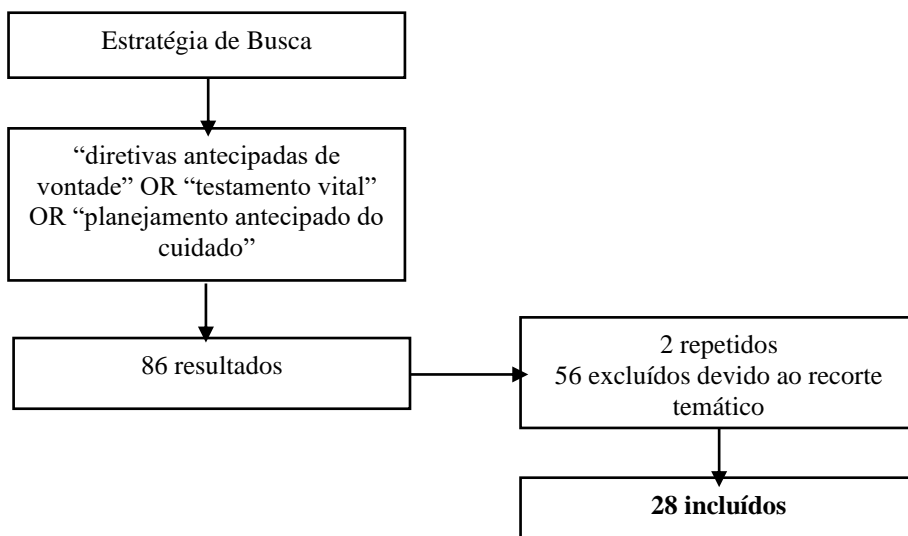 Estratégia de Busca
“diretivas antecipadas de
vontade” OR “testamento vital”
OR “planejamento antecipado do
cuidado”
86 resultados
2 repetidos
56 excluídos devido ao recorte
temático
28 incluídos